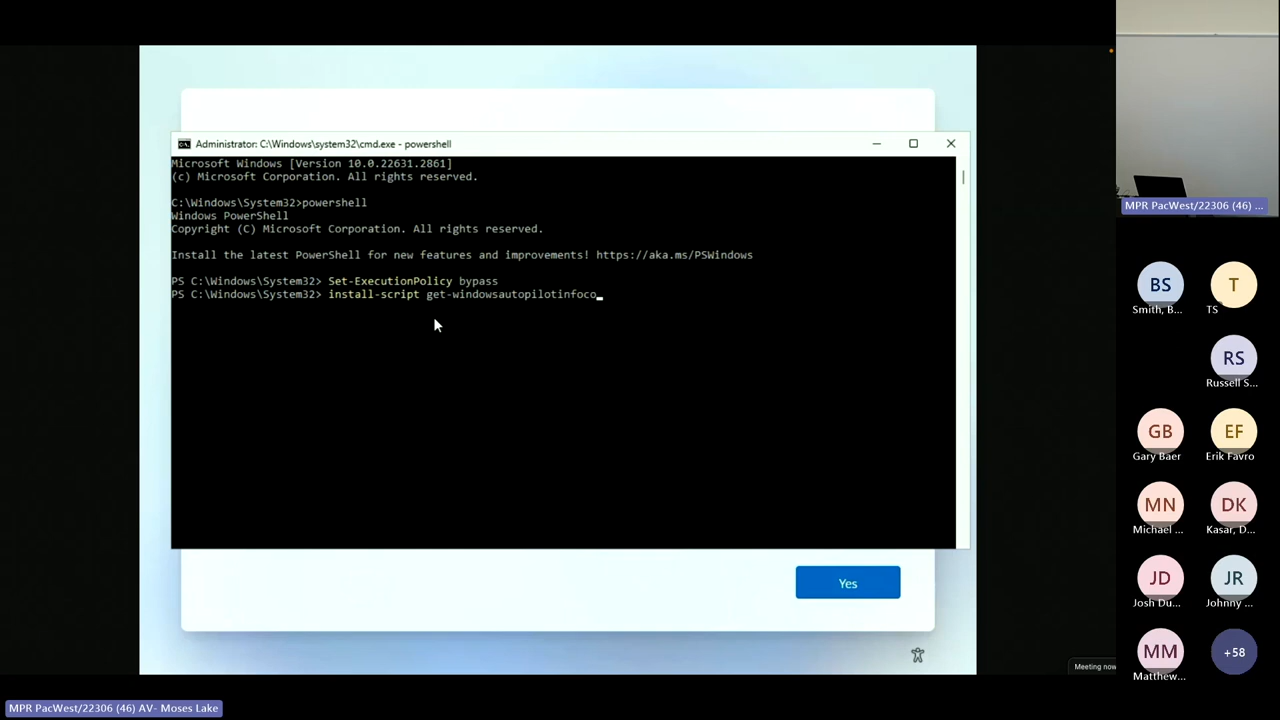 Administrator: C:\Windows\system32\cmd.exe - powershell
Microsoft Windows [Version 10.0.22631.2861]
(c) Microsoft Corporation. All rights reserved.
C:\Windows\System32>powershell
Windows PowerShell
Copyright (C) Microsoft Corporation. All rights reserved.
Install the latest PowerShell for new features and improvements! https://aka.ms/PSWindows
PS C:\Windows\System32> Set-ExecutionPolicy bypass
PS C:\Windows\System32> install-script get-windowsautopilotinfoco_
Yes
MPR PacWest/22306 (46) ...
BS
Smith, B...
T
TS
RS
Russell S...
GB
Gary Baer
EF
Erik Favro
MN
Michael ...
DK
Kasar, D...
JD
Josh Du...
JR
Johnny ...
MM
Matthew...
+58
Meeting now
MPR PacWest/22306 (46) AV- Moses Lake